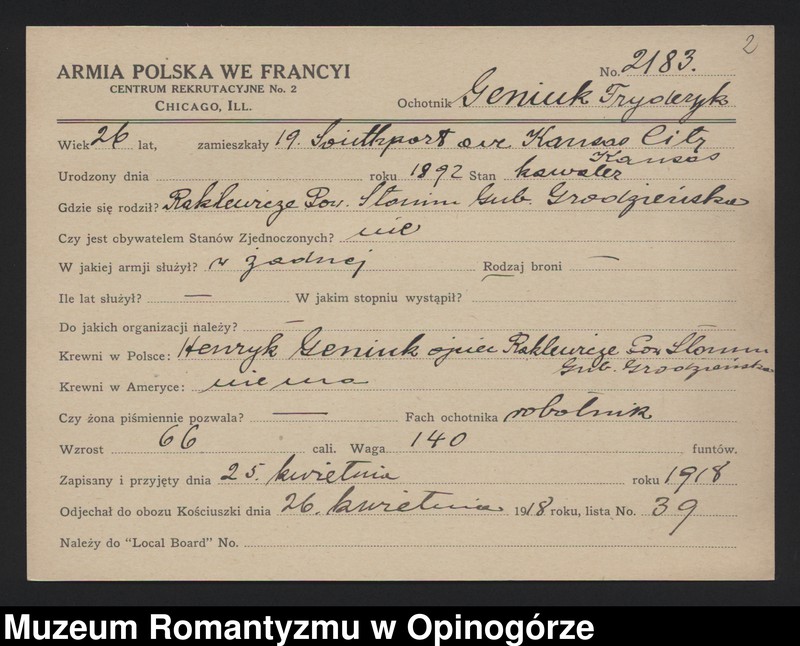 2
ARMIA POLSKA WE FRANCYI
CENTRUM REKRUTACYJNE No. 2
CHICAGO, ILL.
No. 2183.
Ochotnik Geniuk Fryderyk
Wiek 26 lat, zamieszkały 19. Southport ave. Kansas City
Kansas
Urodzony dnia roku 1892 Stan kawaler
Gdzie się rodził? Raklewicze Pow. Słonim Gub. Grodzieńska
Czy jest obywatelem Stanów Zjednoczonych? nie
W jakiej armji służył? w żadnej Rodzaj broni —
Ile lat służył? — W jakim stopniu wystąpił?
Do jakich organizacji należy? —
Krewni w Polsce: Henryk Geniuk ojciec Raklewicze Pow Słonim
Gub. Grodzieńska
Krewni w Ameryce: nie ma
Czy żona piśmiennie pozwala? — Fach ochotnika robotnik
Wzrost 66 cali. Waga 140 funtów.
Zapisany i przyjęty dnia 25. kwietnia roku 1918
Odjechał do obozu Kościuszki dnia 26. kwietnia 1918 roku, lista No. 39
Należy do "Local Board" No.
Muzeum Romantyzmu w Opinogórze